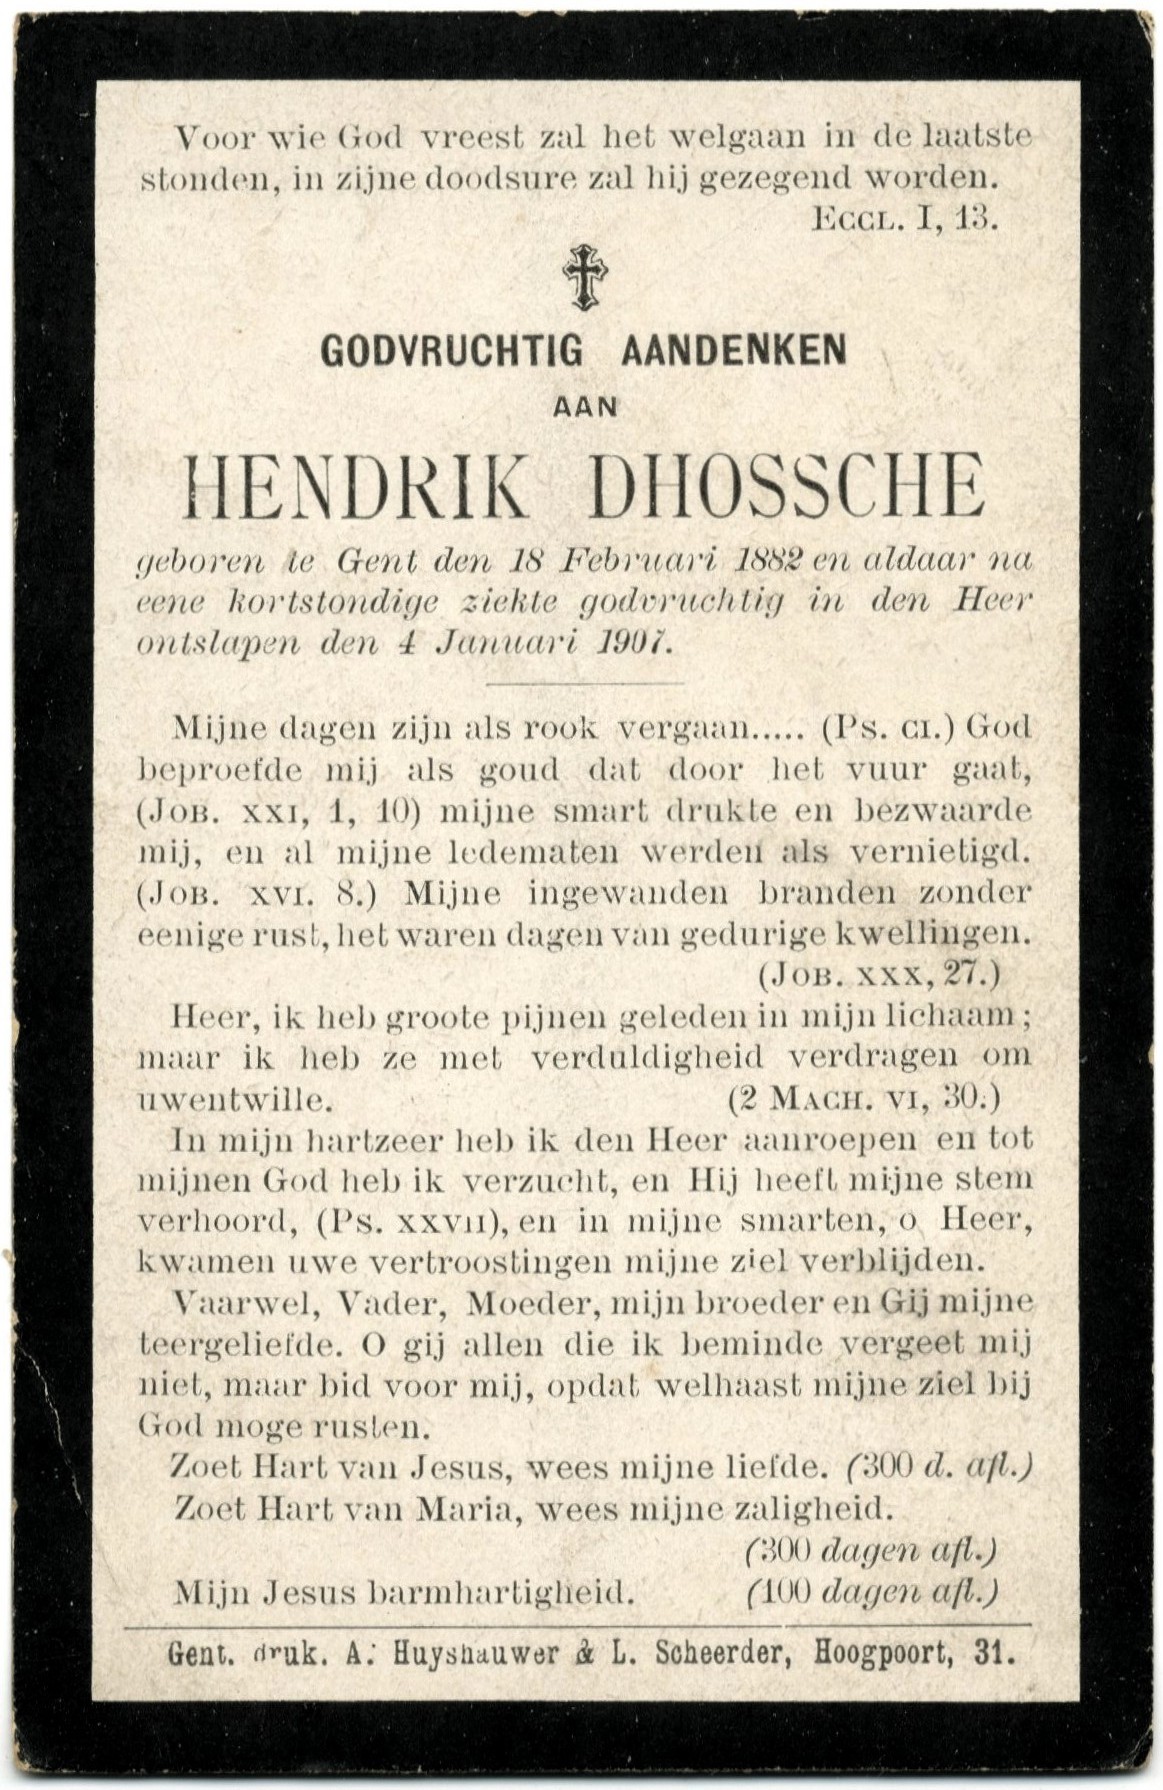 Voor wie God vreest zal het welgaan in de laatste
stonden, in zijne doodsure zal hij gezegend worden.
Eccl. I, 13.
GODVRUCHTIG AANDENKEN
AAN
HENDRIK DHOSSCHE
geboren te Gent den 18 Februari 1882 en aldaar na
eene kortstondige ziekte godvruchtig in den Heer
ontslapen den 4 Januari 1907.
Mijne dagen zijn als rook vergaan..... (Ps. CI.) God
beproefde mij als goud dat door het vuur gaat,
(Job. XXI, 1, 10) mijne smart drukte en bezwaarde
mij, en al mijne ledematen werden als vernietigd.
(Job. XVI. 8.) Mijne ingewanden branden zonder
eenige rust, het waren dagen van gedurige kwellingen.
(Job. XXX, 27.)
Heer, ik heb groote pijnen geleden in mijn lichaam ;
maar ik heb ze met verduldigheid verdragen om
uwentwille. (2 Mach. VI, 30.)
In mijn hartzeer heb ik den Heer aanroepen en tot
mijnen God heb ik verzucht, en Hij heeft mijne stem
verhoord, (Ps. XXVII), en in mijne smarten, o Heer,
kwamen uwe vertroostingen mijne ziel verblijden.
Vaarwel, Vader, Moeder, mijn broeder en Gij mijne
teergeliefde. O gij allen die ik beminde vergeet mij
niet, maar bid voor mij, opdat welhaast mijne ziel bij
God moge rusten.
Zoet Hart van Jesus, wees mijne liefde. (300 d. afl.)
Zoet Hart van Maria, wees mijne zaligheid.
(300 dagen afl.)
Mijn Jesus barmhartigheid. (100 dagen afl.)
Gent. druk. A. Huyshauwer & L. Scheerder, Hoogpoort, 31.